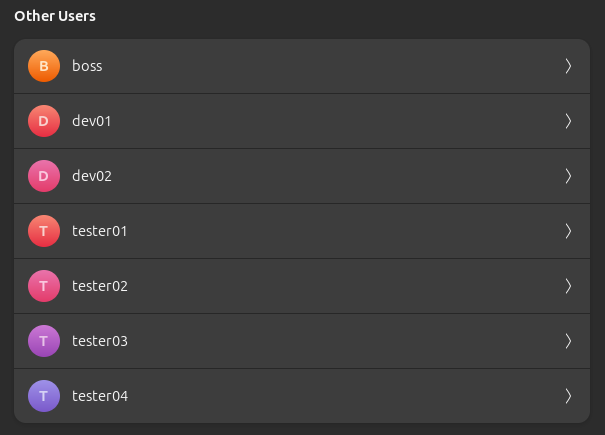 Other Users
B boss
D dev01
D dev02
T tester01
T tester02
T tester03
T tester04